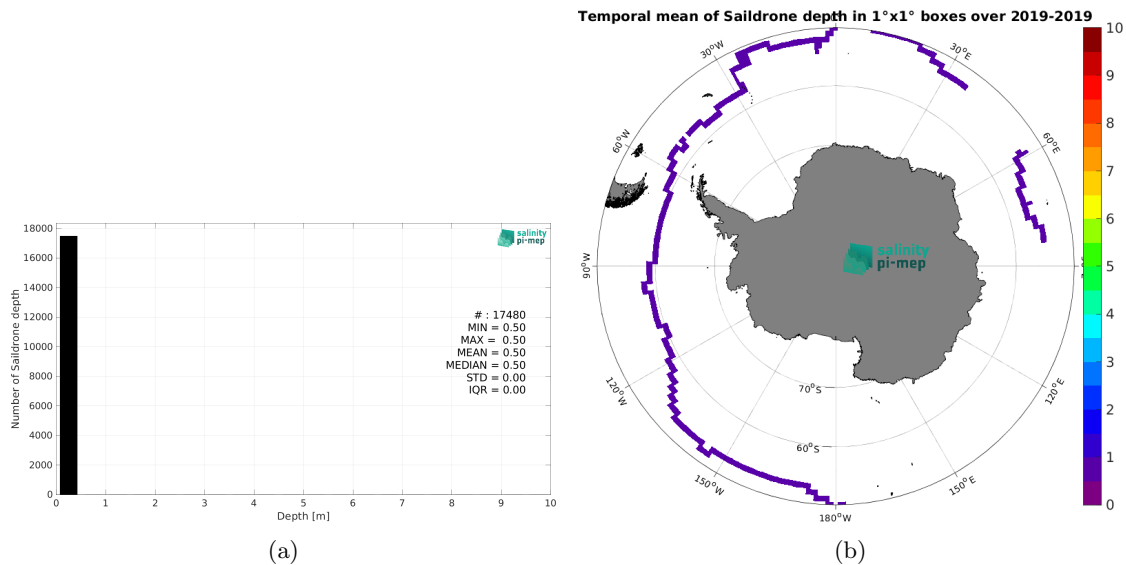 18000
16000
14000
12000
10000
8000
6000
4000
2000
0
Number of Saildrone depth
salinity
pi-mep
# : 17480
MIN = 0.50
MAX = 0.50
MEAN = 0.50
MEDIAN = 0.50
STD = 0.00
IQR = 0.00
0 1 2 3 4 5 6 7 8 9 10
Depth [m]
(a)
Temporal mean of Saildrone depth in 1°x1° boxes over 2019-2019
30°W
30°E
60°W
60°E
90°W
120°W
120°E
150°W
150°E
180°W
70°S
60°S
salinity
pi-mep
10
9
8
7
6
5
4
3
2
1
0
(b)